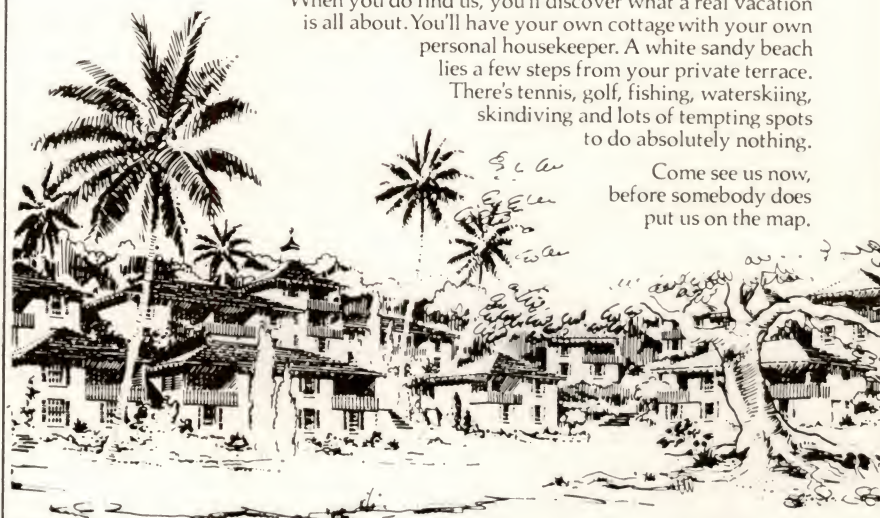 When you do find us, you'll discover what a real vacation
is all about. You'll have your own cottage with your own
personal housekeeper. A white sandy beach
lies a few steps from your private terrace.
There's tennis, golf, fishing, waterskiing,
skindiving and lots of tempting spots
to do absolutely nothing.
Come see us now,
before somebody does
put us on the map.